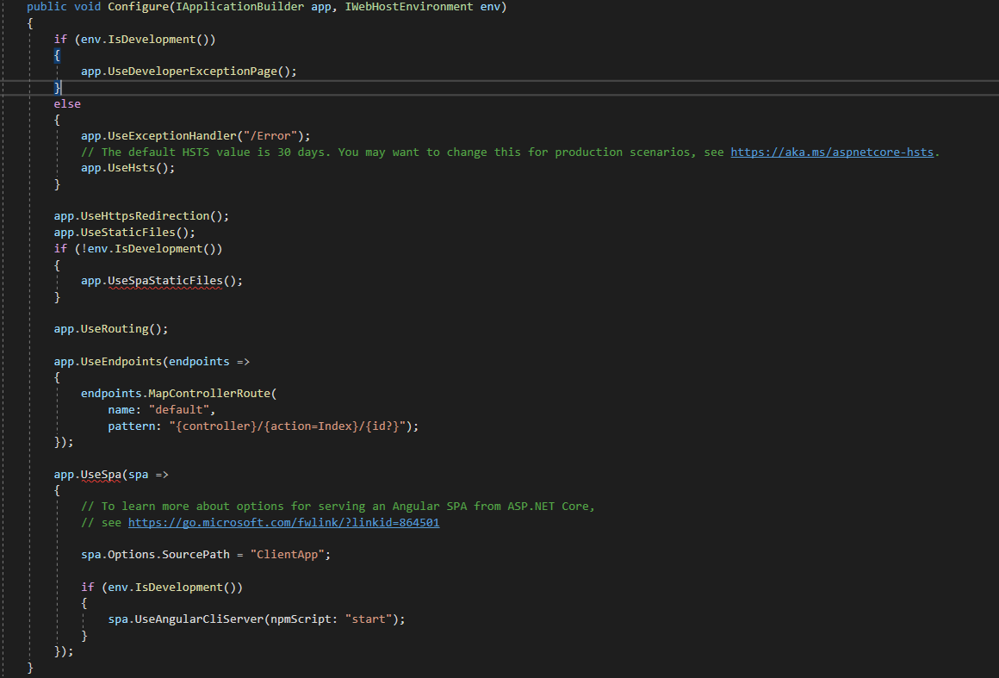 public void Configure(IApplicationBuilder app, IWebHostEnvironment env)
{
    if (env.IsDevelopment())
    {
        app.UseDeveloperExceptionPage();
    }
    else
    {
        app.UseExceptionHandler("/Error");
        // The default HSTS value is 30 days. You may want to change this for production scenarios, see https://aka.ms/aspnetcore-hsts.
        app.UseHsts();
    }

    app.UseHttpsRedirection();
    app.UseStaticFiles();
    if (!env.IsDevelopment())
    {
        app.UseSpaStaticFiles();
    }

    app.UseRouting();

    app.UseEndpoints(endpoints =>
    {
        endpoints.MapControllerRoute(
            name: "default",
            pattern: "{controller}/{action=Index}/{id?}");
    });

    app.UseSpa(spa =>
    {
        // To learn more about options for serving an Angular SPA from ASP.NET Core,
        // see https://go.microsoft.com/fwlink/?linkid=864501

        spa.Options.SourcePath = "ClientApp";

        if (env.IsDevelopment())
        {
            spa.UseAngularCliServer(npmScript: "start");
        }
    });
}